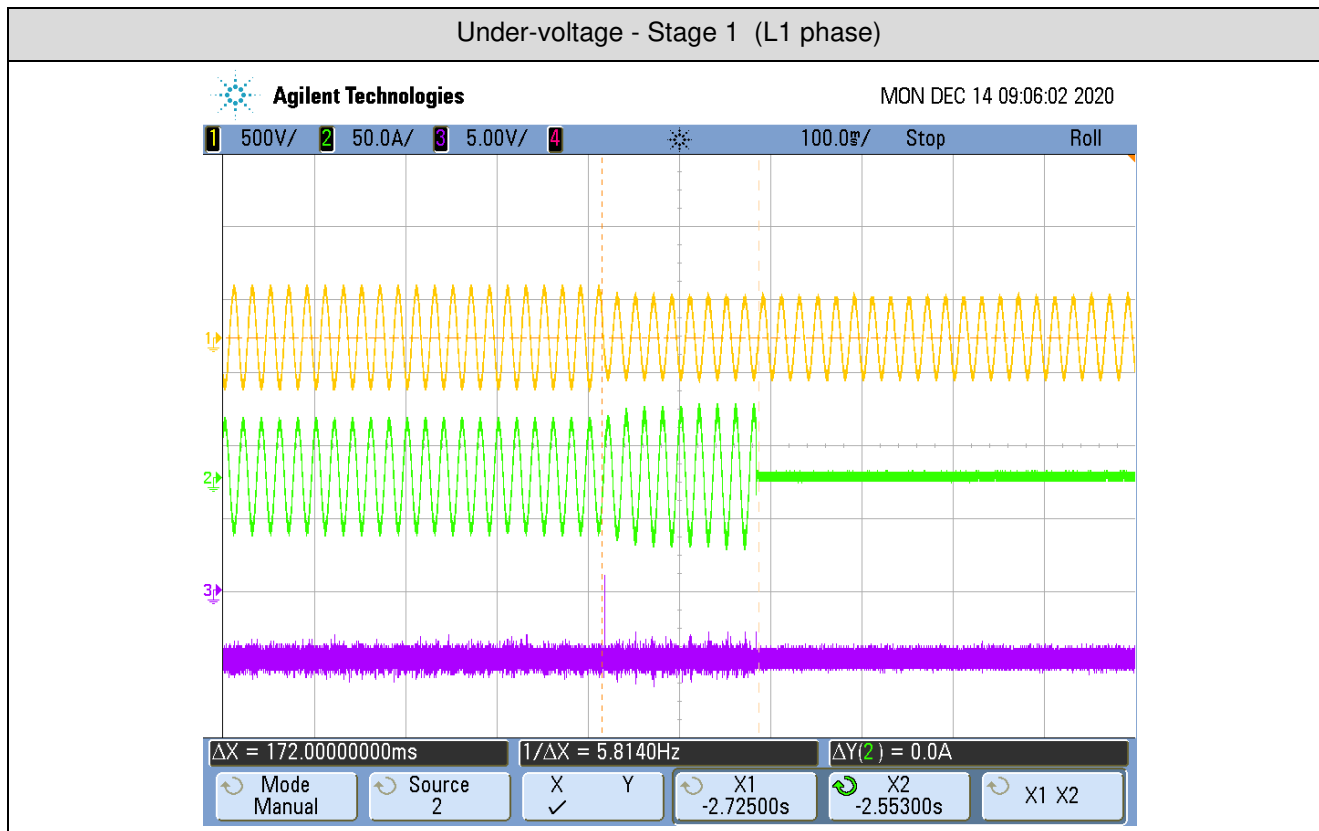 Under-voltage - Stage 1 (L1 phase)
Agilent Technologies
MON DEC 14 09:06:02 2020
1 500V/ 2 50.0A/ 3 5.00V/ 4 100.0ms/ Stop Roll
1
2
3
ΔX = 172.00000000ms 1/ΔX = 5.8140Hz ΔY(2) = 0.0A
Mode Source X Y X1 X2 X1 X2
Manual 2 ✓ -2.72500s -2.55300s